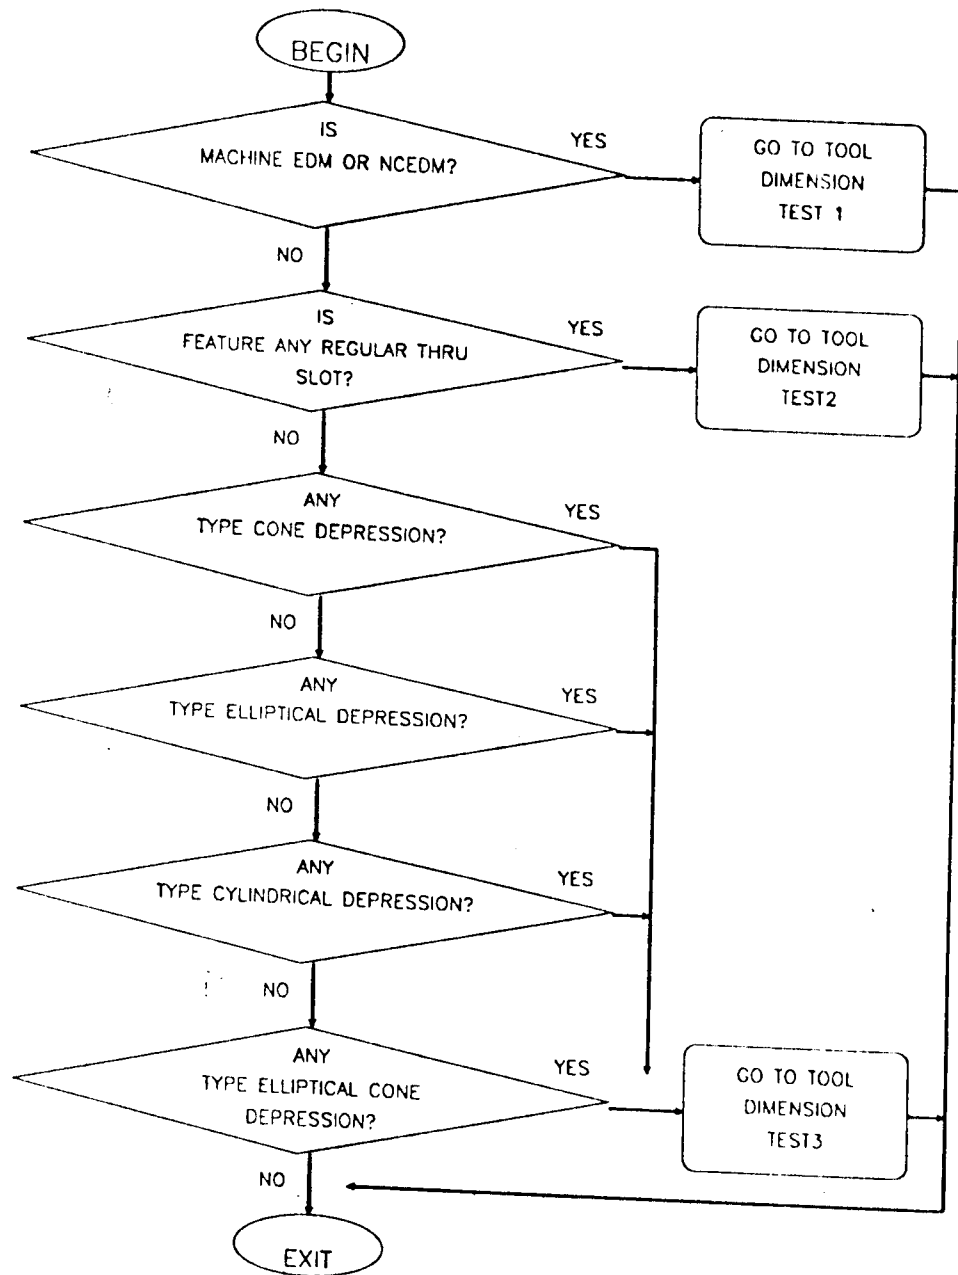 BEGIN
IS
MACHINE EDM OR NCEDM?
YES
GO TO TOOL
DIMENSION
TEST 1
NO
IS
FEATURE ANY REGULAR THRU
SLOT?
YES
GO TO TOOL
DIMENSION
TEST2
NO
ANY
TYPE CONE DEPRESSION?
YES
NO
ANY
TYPE ELLIPTICAL DEPRESSION?
YES
NO
ANY
TYPE CYLINDRICAL DEPRESSION?
YES
NO
ANY
TYPE ELLIPTICAL CONE
DEPRESSION?
YES
GO TO TOOL
DIMENSION
TEST3
NO
EXIT